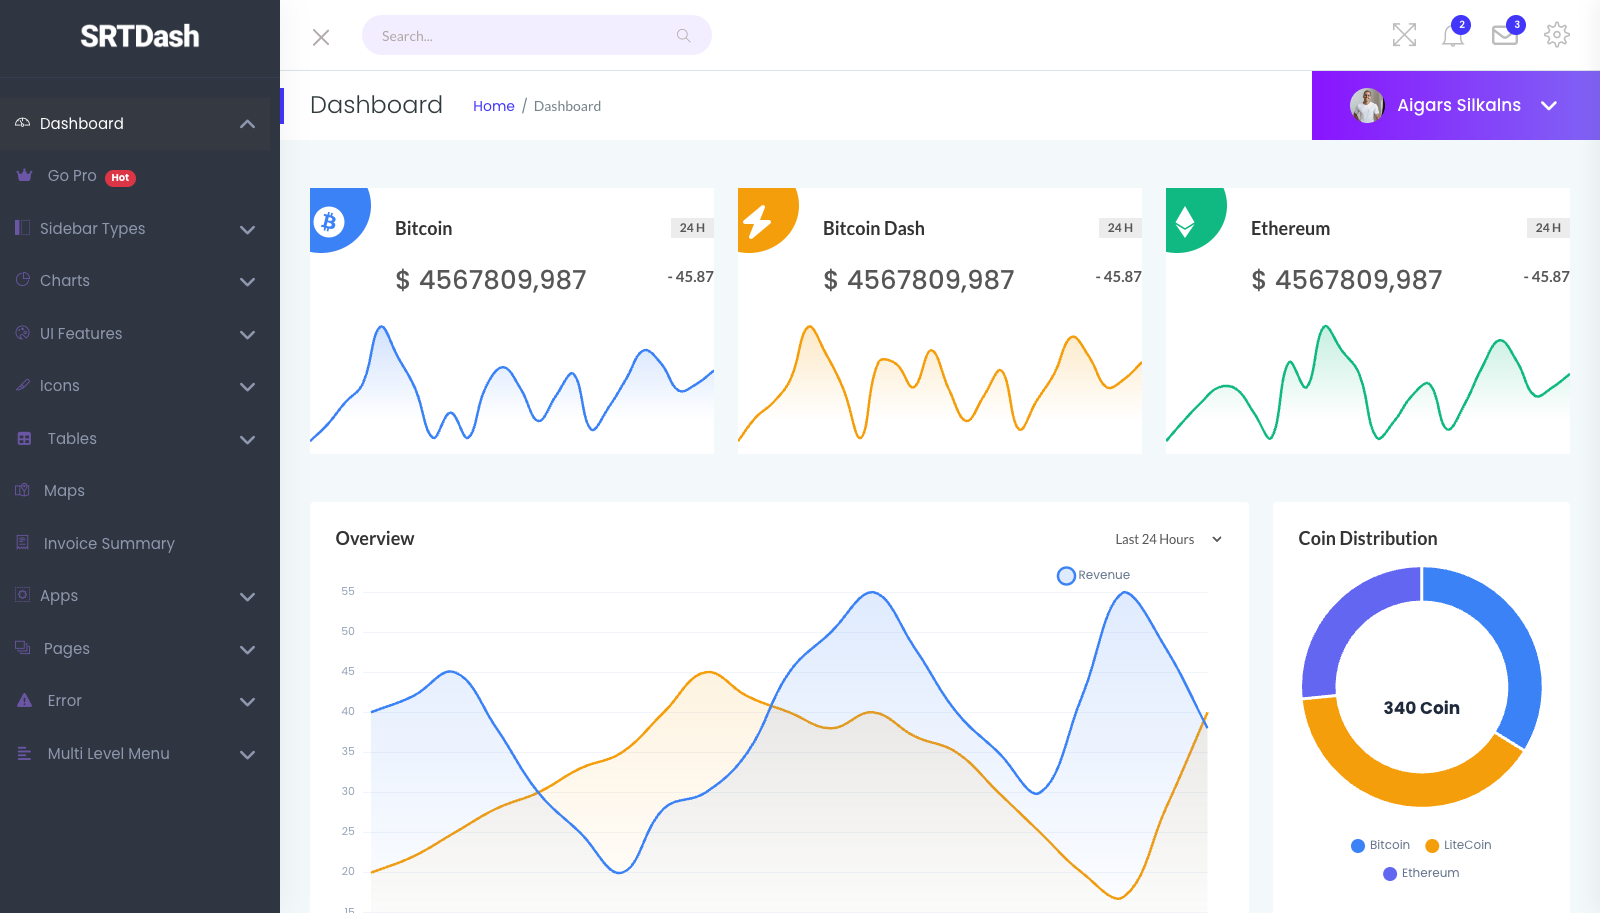 SRTDash
Search...
2
3
Dashboard
Home / Dashboard
Aigars Silkalns
Dashboard
Go Pro Hot
Sidebar Types
Charts
UI Features
Icons
Tables
Maps
Invoice Summary
Apps
Pages
Error
Multi Level Menu
Bitcoin
24 H
$ 4567809,987
- 45.87
Bitcoin Dash
24 H
$ 4567809,987
- 45.87
Ethereum
24 H
$ 4567809,987
- 45.87
Overview
Last 24 Hours
Revenue
55
50
45
40
35
30
25
20
15
Coin Distribution
340 Coin
Bitcoin
LiteCoin
Ethereum